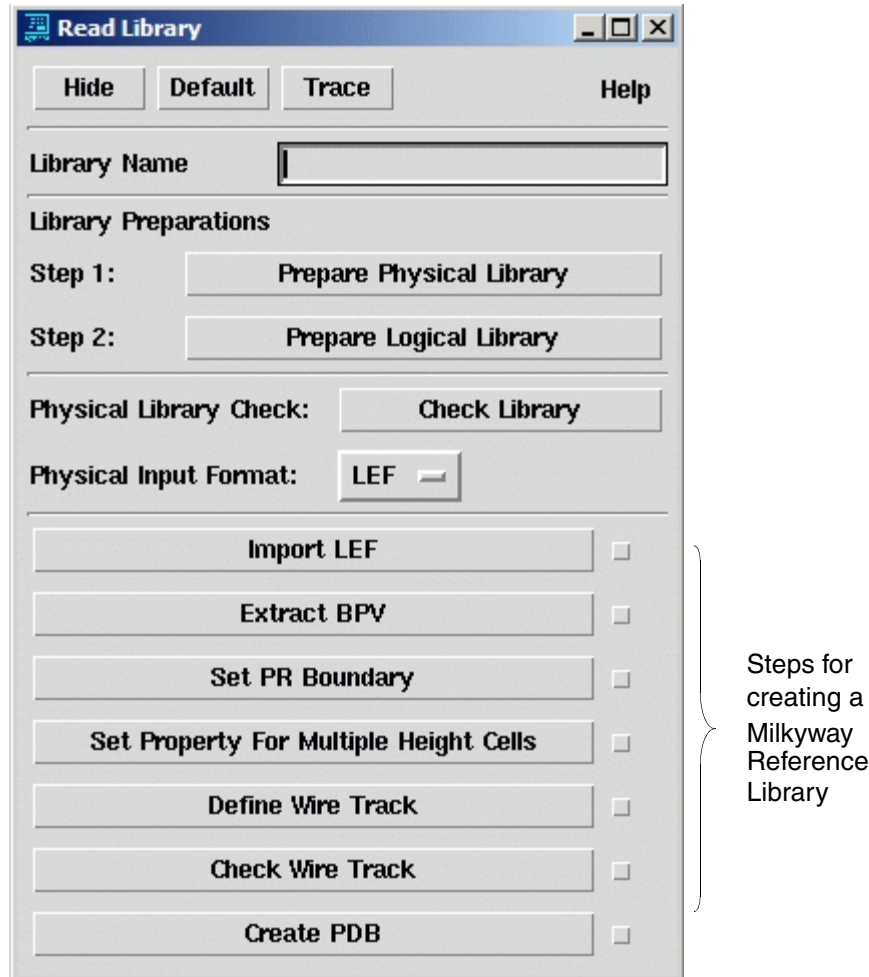 Read Library
Hide Default Trace Help
Library Name
Library Preparations
Step 1: Prepare Physical Library
Step 2: Prepare Logical Library
Physical Library Check: Check Library
Physical Input Format: LEF
Import LEF
Extract BPV
Set PR Boundary
Set Property For Multiple Height Cells
Define Wire Track
Check Wire Track
Create PDB
Steps for
creating a
Milkyway
Reference
Library